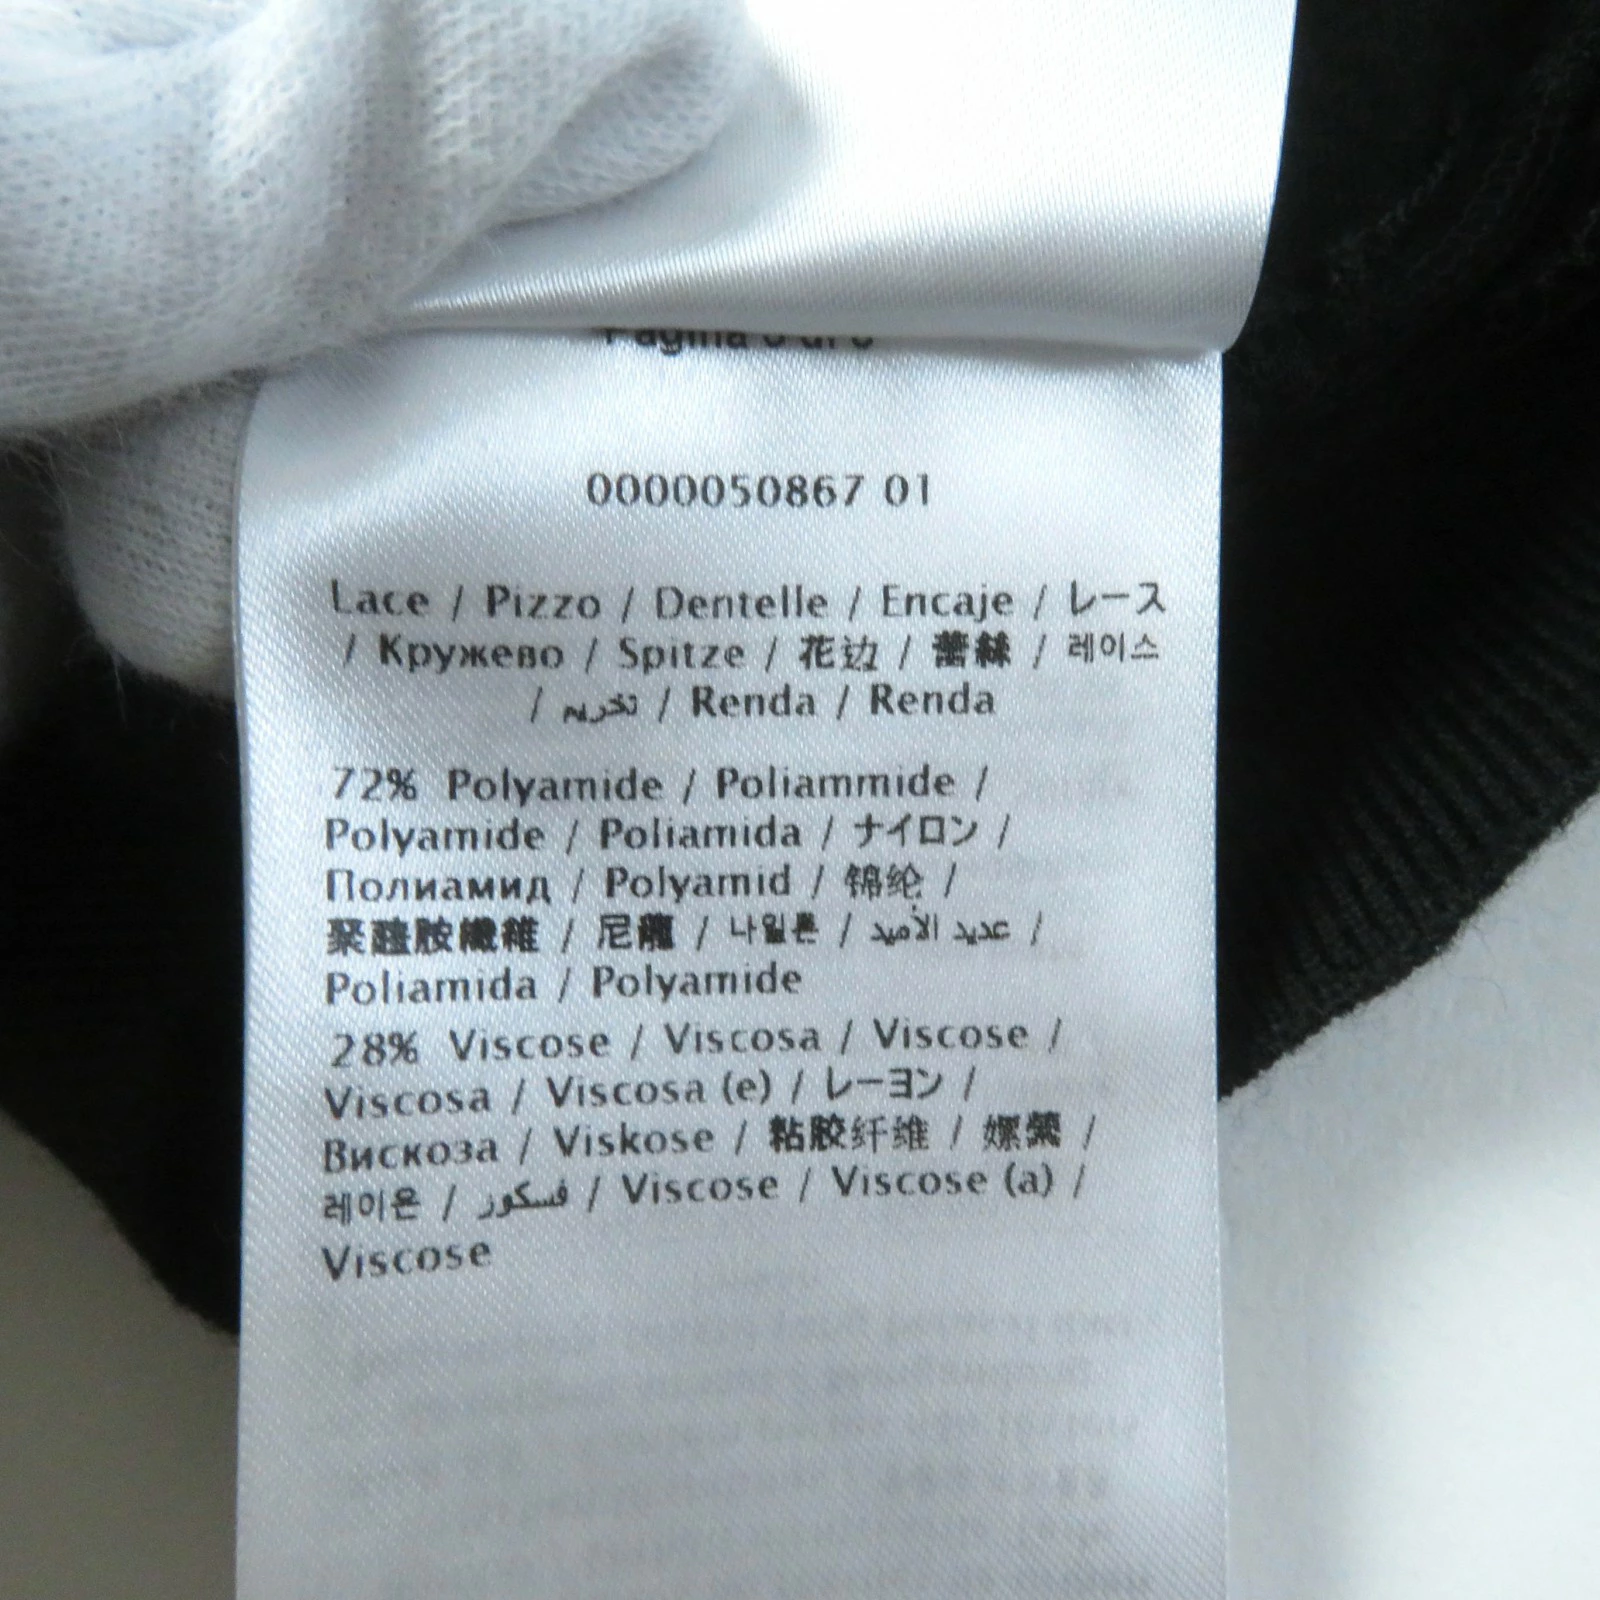 Pagina
0000050867 01
Lace / Pizzo / Dentelle / Encaje / レース
/ Кружево / Spitze / 花边 / 蕾絲 / 레이스
/ تخريم / Renda / Renda
72% Polyamide / Poliammide /
Polyamide / Poliamida / ナイロン /
Полиамид / Polyamid / 锦纶 /
聚醯胺纖維 / 尼龍 / 나일론 / عديد الأميد /
Poliamida / Polyamide
28% Viscose / Viscosa / Viscose /
Viscosa / Viscosa (e) / レーヨン /
Вискоза / Viskose / 粘胶纤维 / 嫘縈 /
레이온 / فسكوز / Viscose / Viscose (a) /
Viscose